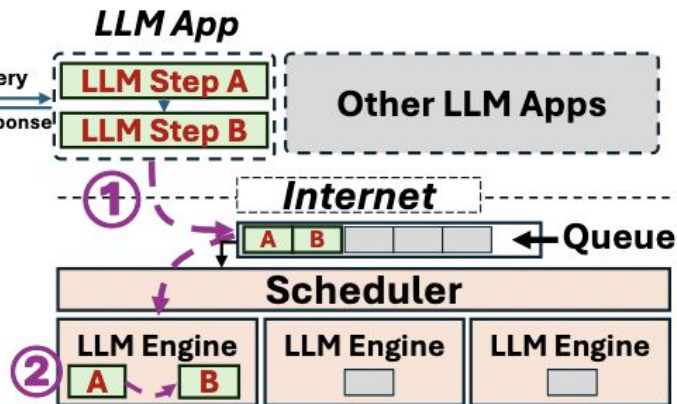 LLM App
ery
LLM Step A
ponse
LLM Step B
Other LLM Apps
1
Internet
A B
Queue
Scheduler
LLM Engine
LLM Engine
LLM Engine
2
A
B